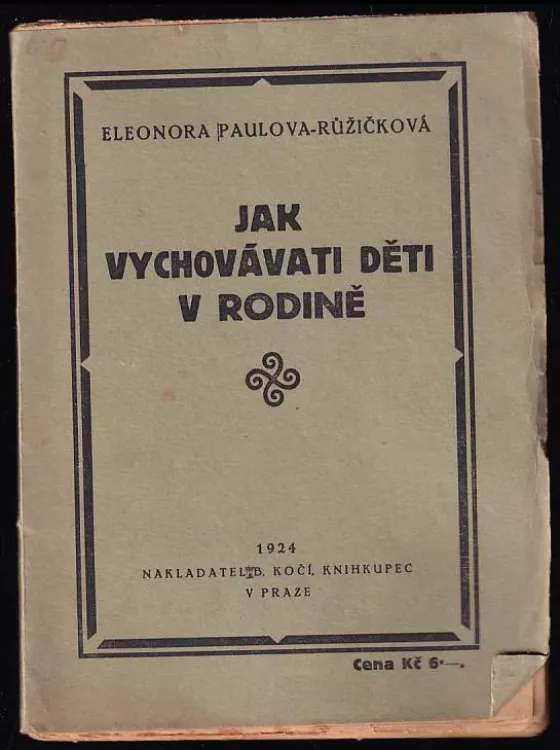 ELEONORA PAULOVA-RŮŽIČKOVÁ
JAK
VYCHOVÁVATI DĚTI
V RODINĚ
1924
NAKLADATEL B. KOČÍ, KNIHKUPEC
V PRAZE
Cena Kč 6·—.